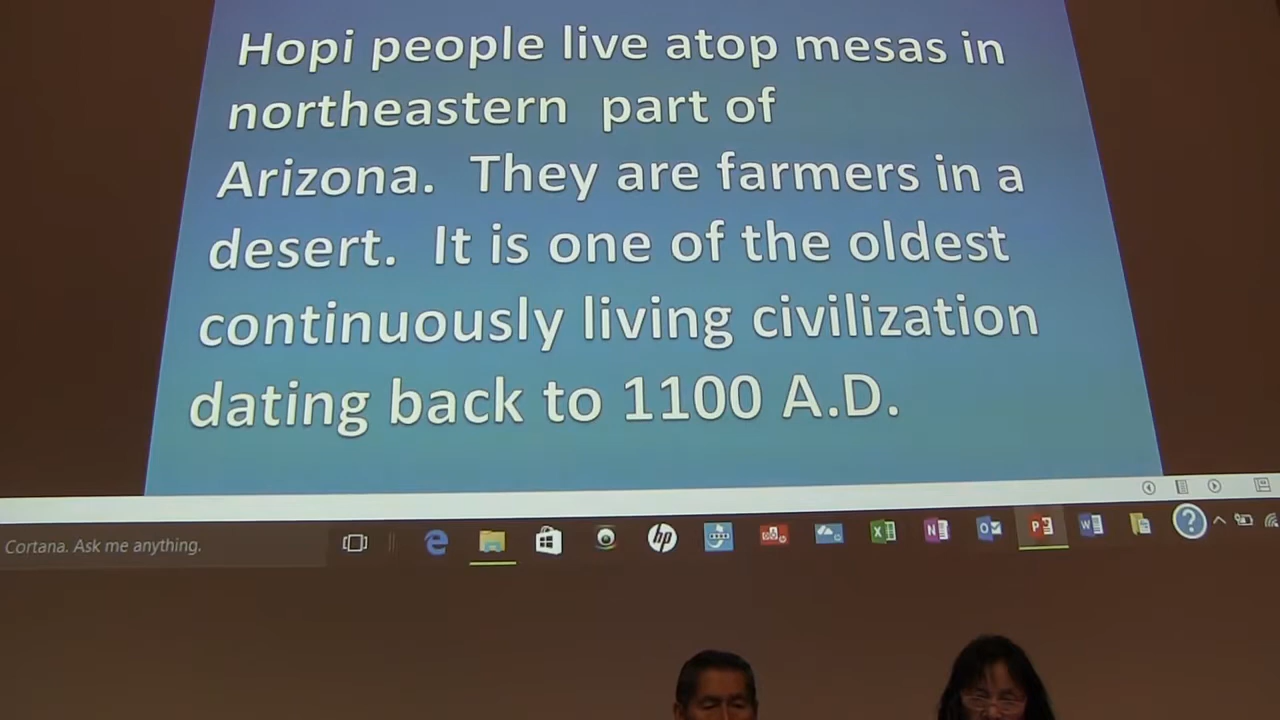 Hopi people live atop mesas in
northeastern part of
Arizona. They are farmers in a
desert. It is one of the oldest
continuously living civilization
dating back to 1100 A.D.
Cortana. Ask me anything.
hp